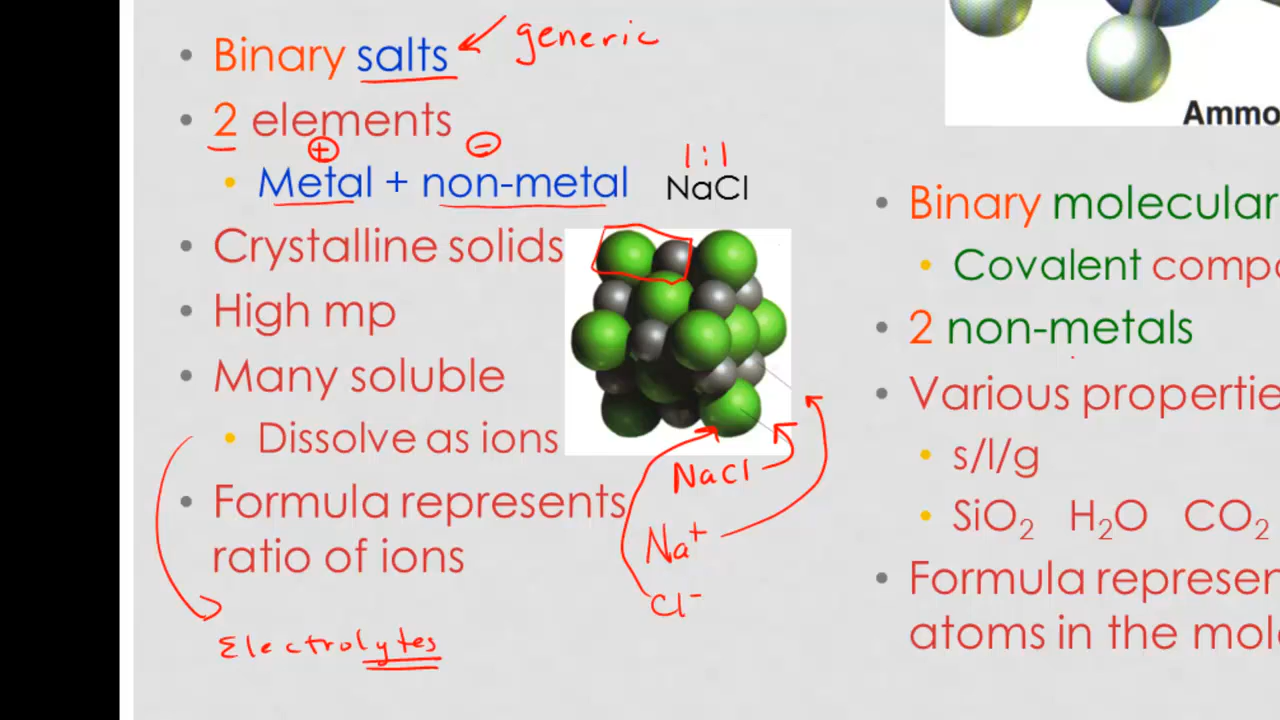 Binary salts
generic
2 elements
+
-
1:1
Metal + non-metal
NaCl
Crystalline solids
High mp
Many soluble
Dissolve as ions
Formula represents
ratio of ions
Electrolytes
NaCl
Na+
Cl-
Ammo
Binary molecular
Covalent compo
2 non-metals
Various propertie
s/l/g
SiO2 H2O CO2
Formula represen
atoms in the mol